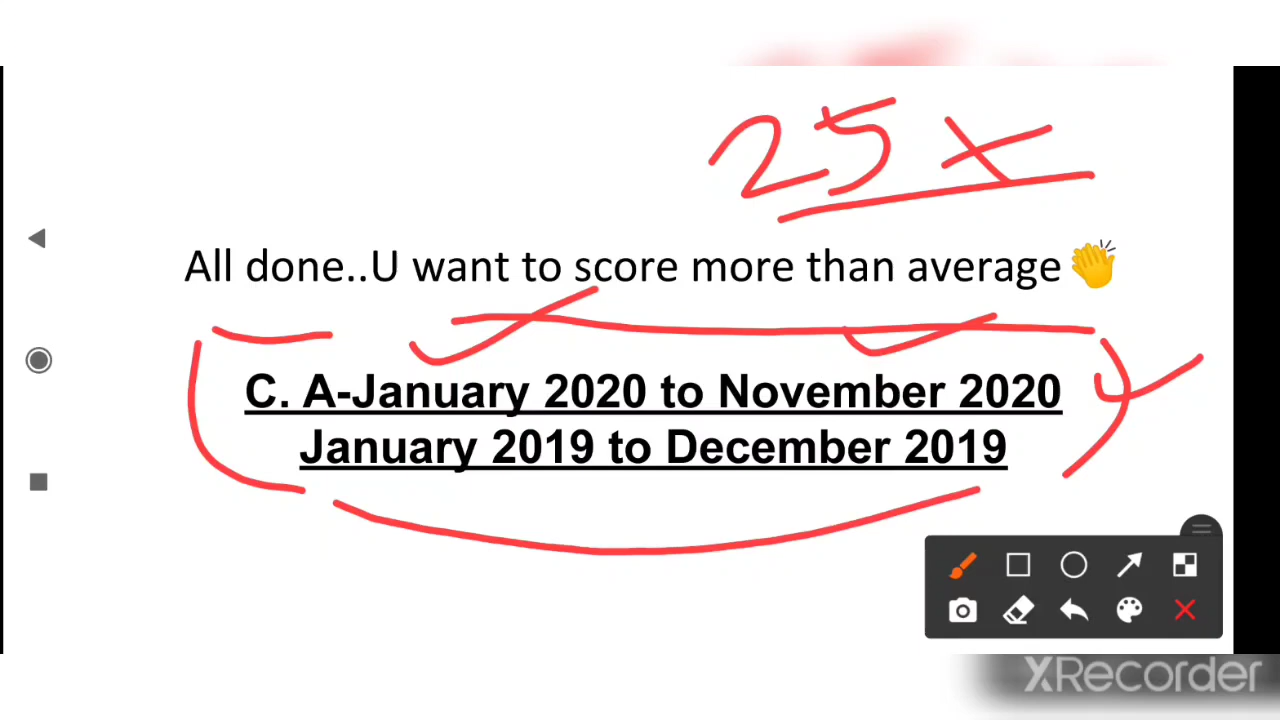 25 x
All done..U want to score more than average 👏
C. A-January 2020 to November 2020
January 2019 to December 2019
XRecorder